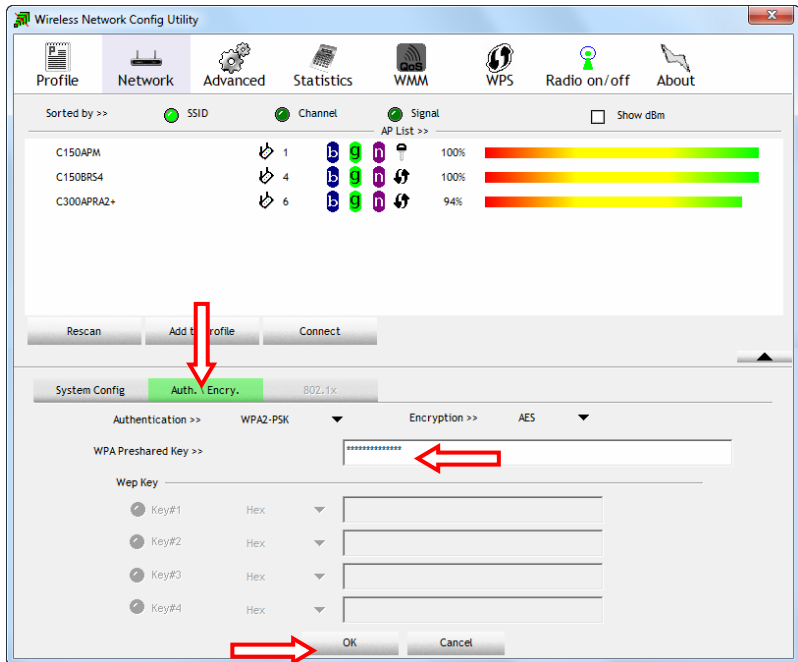 Wireless Network Config Utility
Profile Network Advanced Statistics QoS WMM WPS Radio on/off About
Sorted by >> SSID Channel Signal Show dBm
AP List >>
C150APM 1 b g n 100%
C150BRS4 4 b g n 100%
C300APRA2+ 6 b g n 94%
Rescan Add Connect
System Config Auth. \ Encry. 802.1x
Authentication >> WPA2-PSK Encryption >> AES
WPA Preshared Key >> **************
Wep Key
Key#1 Hex
Key#2 Hex
Key#3 Hex
Key#4 Hex
OK Cancel